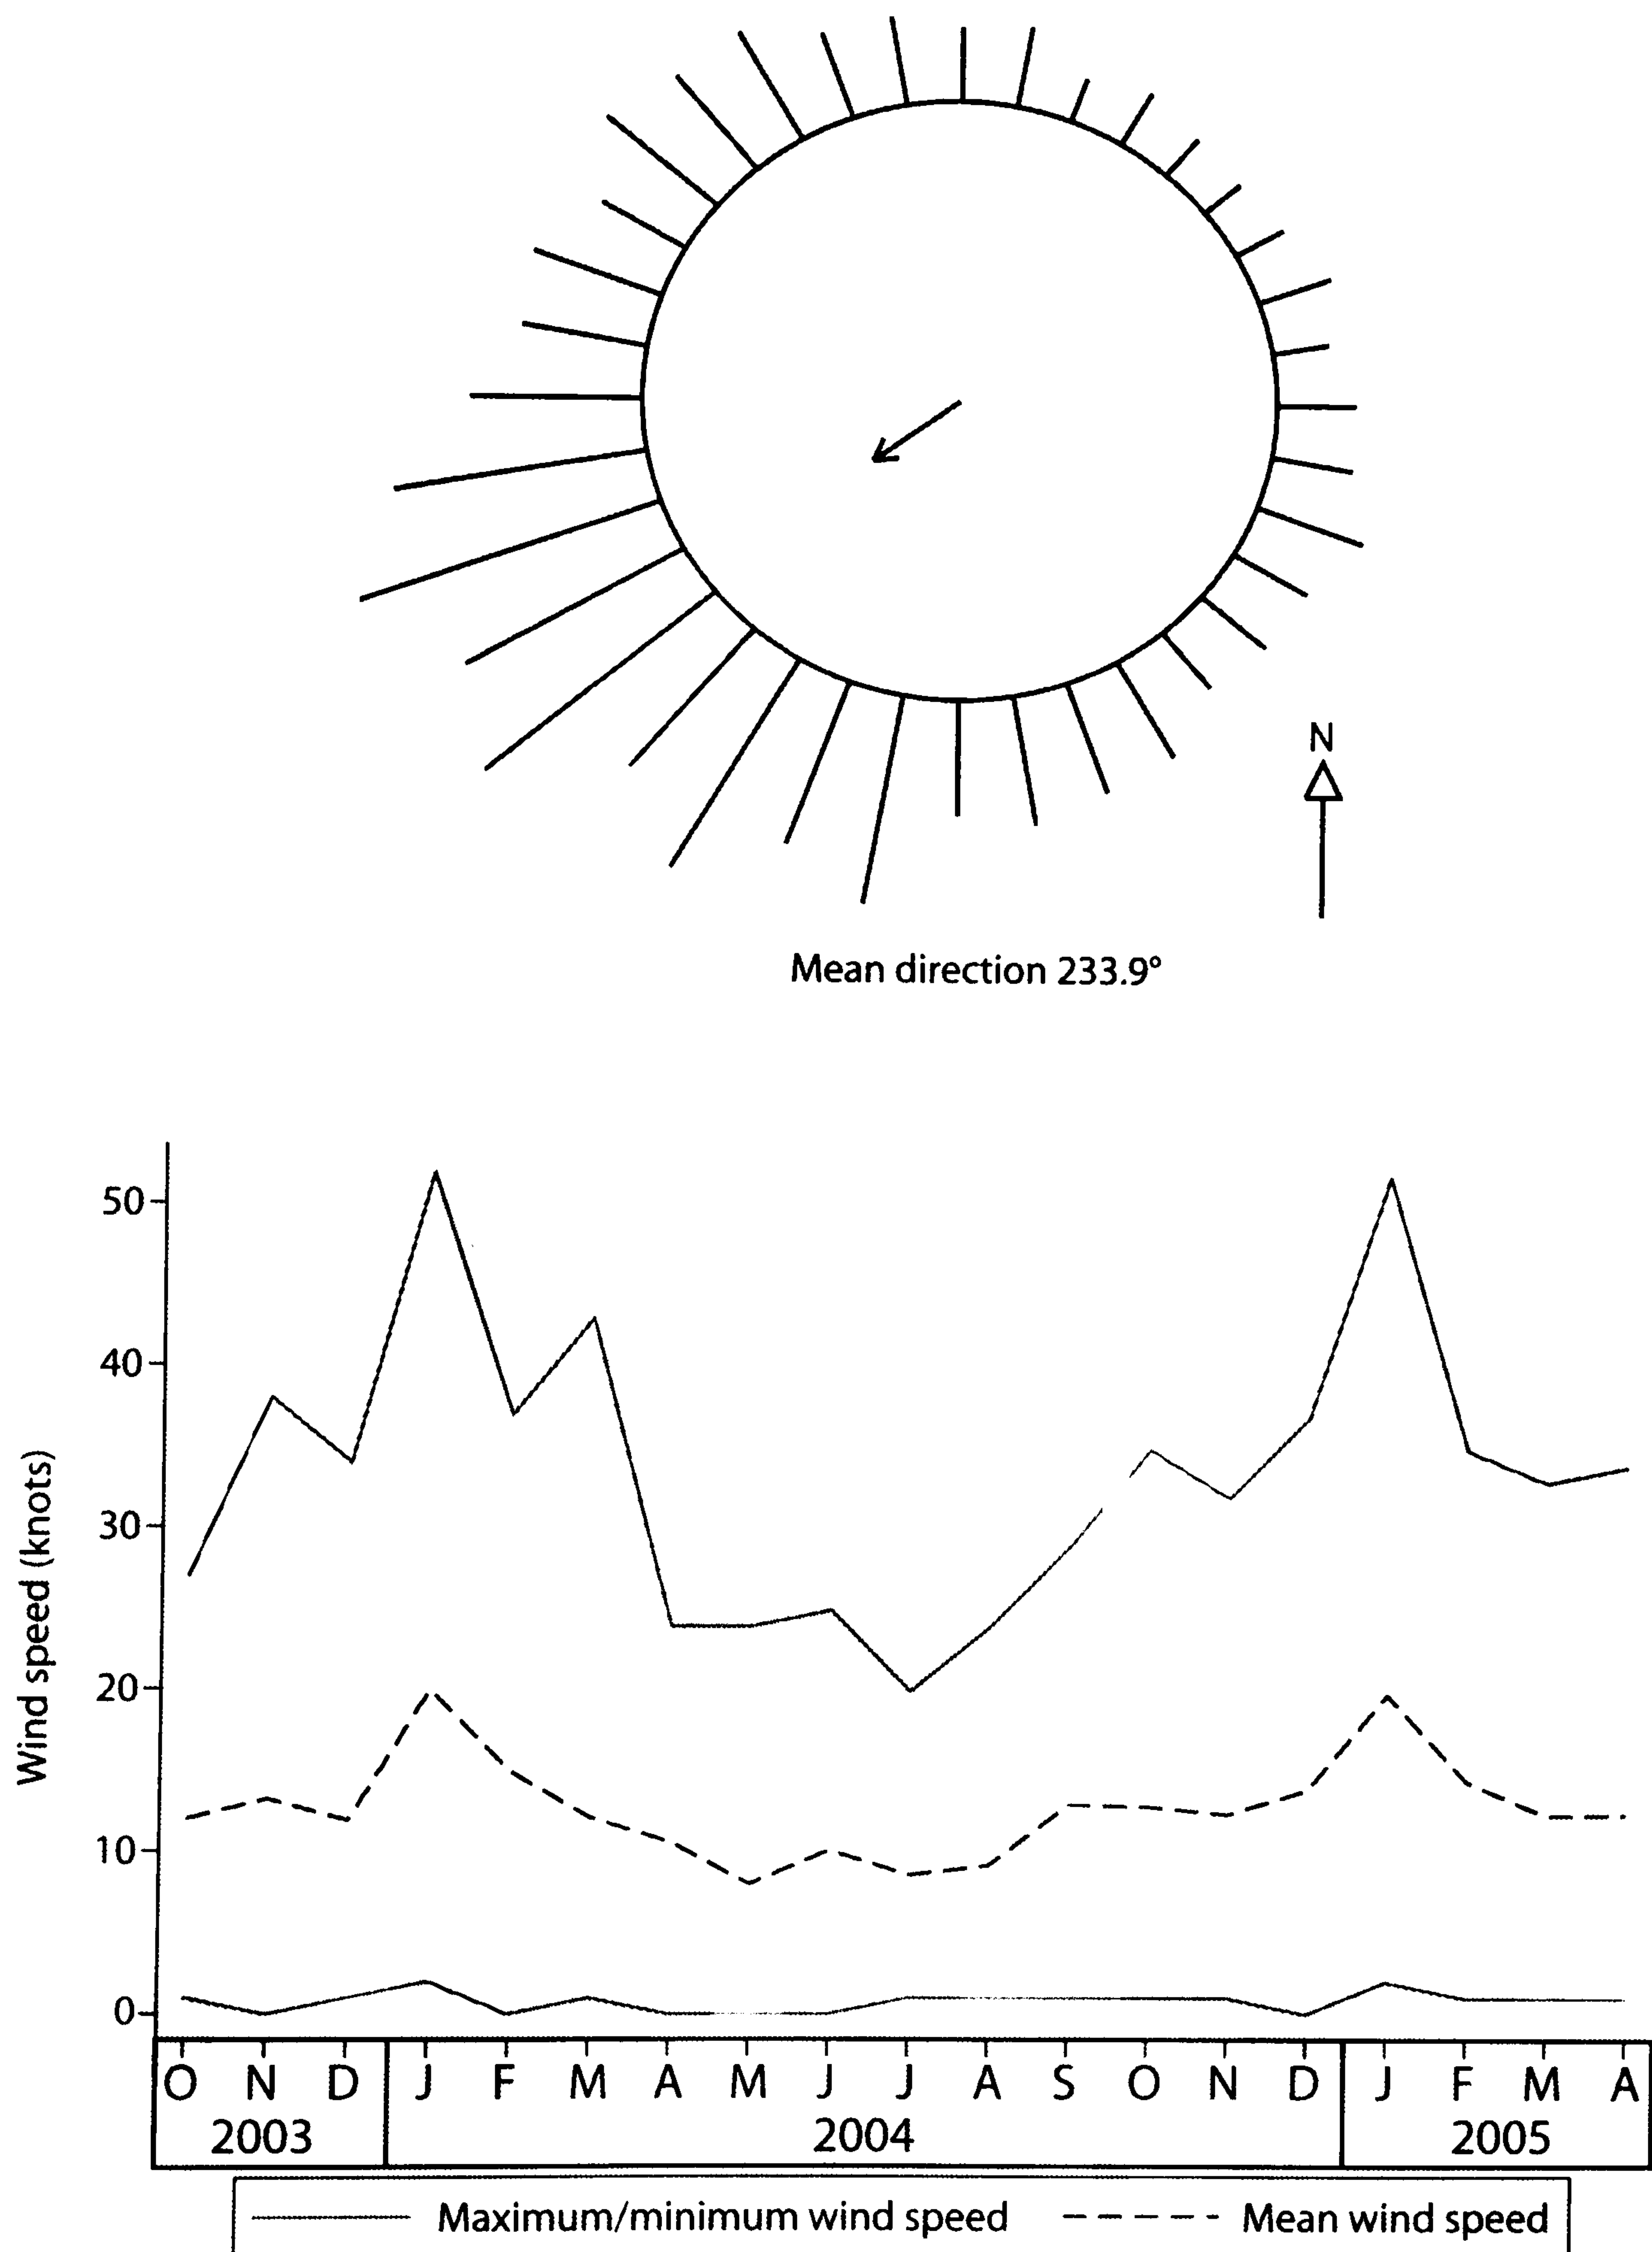 N
Mean direction 233.9°
Wind speed (knots)
50
40
30
20
10
0
O N D J F M A M J J A S O N D J F M A
2003 2004 2005
Maximum/minimum wind speed Mean wind speed